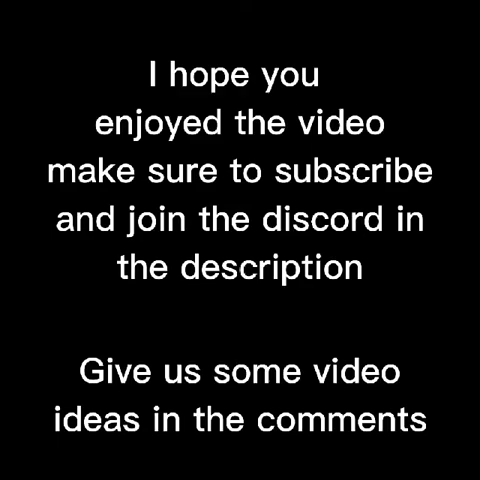 I hope you
enjoyed the video
make sure to subscribe
and join the discord in
the description
Give us some video
ideas in the comments